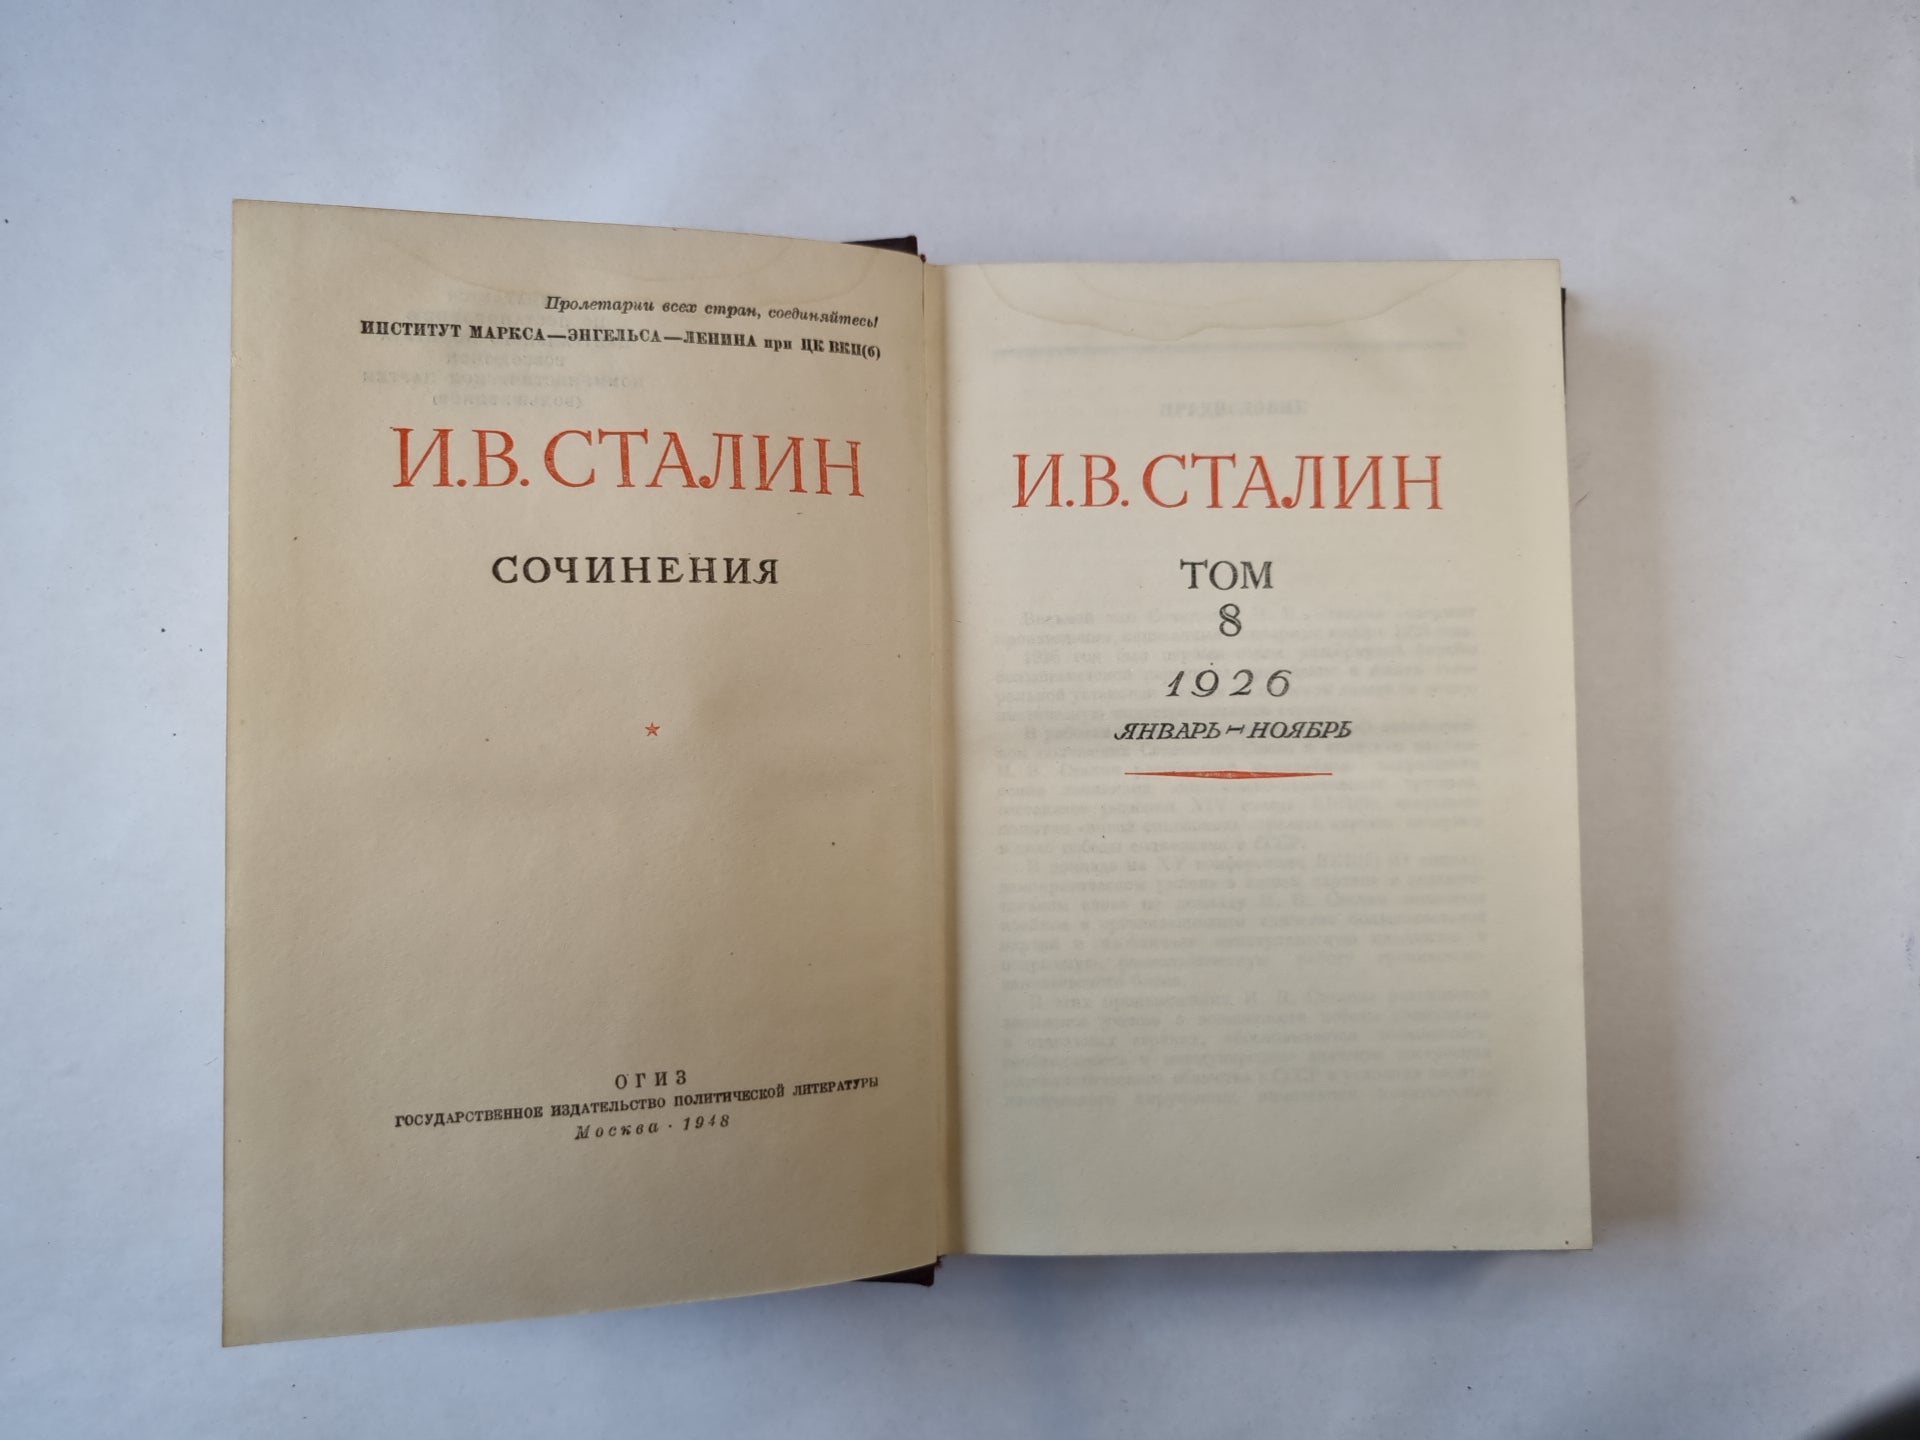 Пролетарии всех стран, соединяйтесь!
ИНСТИТУТ МАРКСА—ЭНГЕЛЬСА—ЛЕНИНА при ЦК ВКП(б)
И.В. СТАЛИН
СОЧИНЕНИЯ
ОГИЗ
ГОСУДАРСТВЕННОЕ ИЗДАТЕЛЬСТВО ПОЛИТИЧЕСКОЙ ЛИТЕРАТУРЫ
Москва · 1948
И.В. СТАЛИН
ТОМ
8
1926
ЯНВАРЬ—НОЯБРЬ